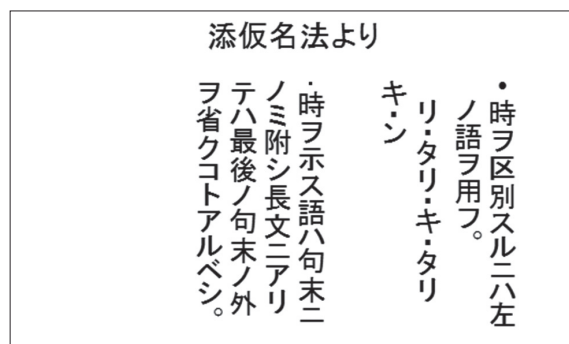 添仮名法より
・時ヲ区別スルニハ左
ノ語ヲ用フ。
リ・タリ・キ・タリ
キ・ン
・時ヲ示ス語ハ句末ニ
ノミ附シ長文ニアリ
テハ最後ノ句末ノ外
ヲ省クコトアルベシ。